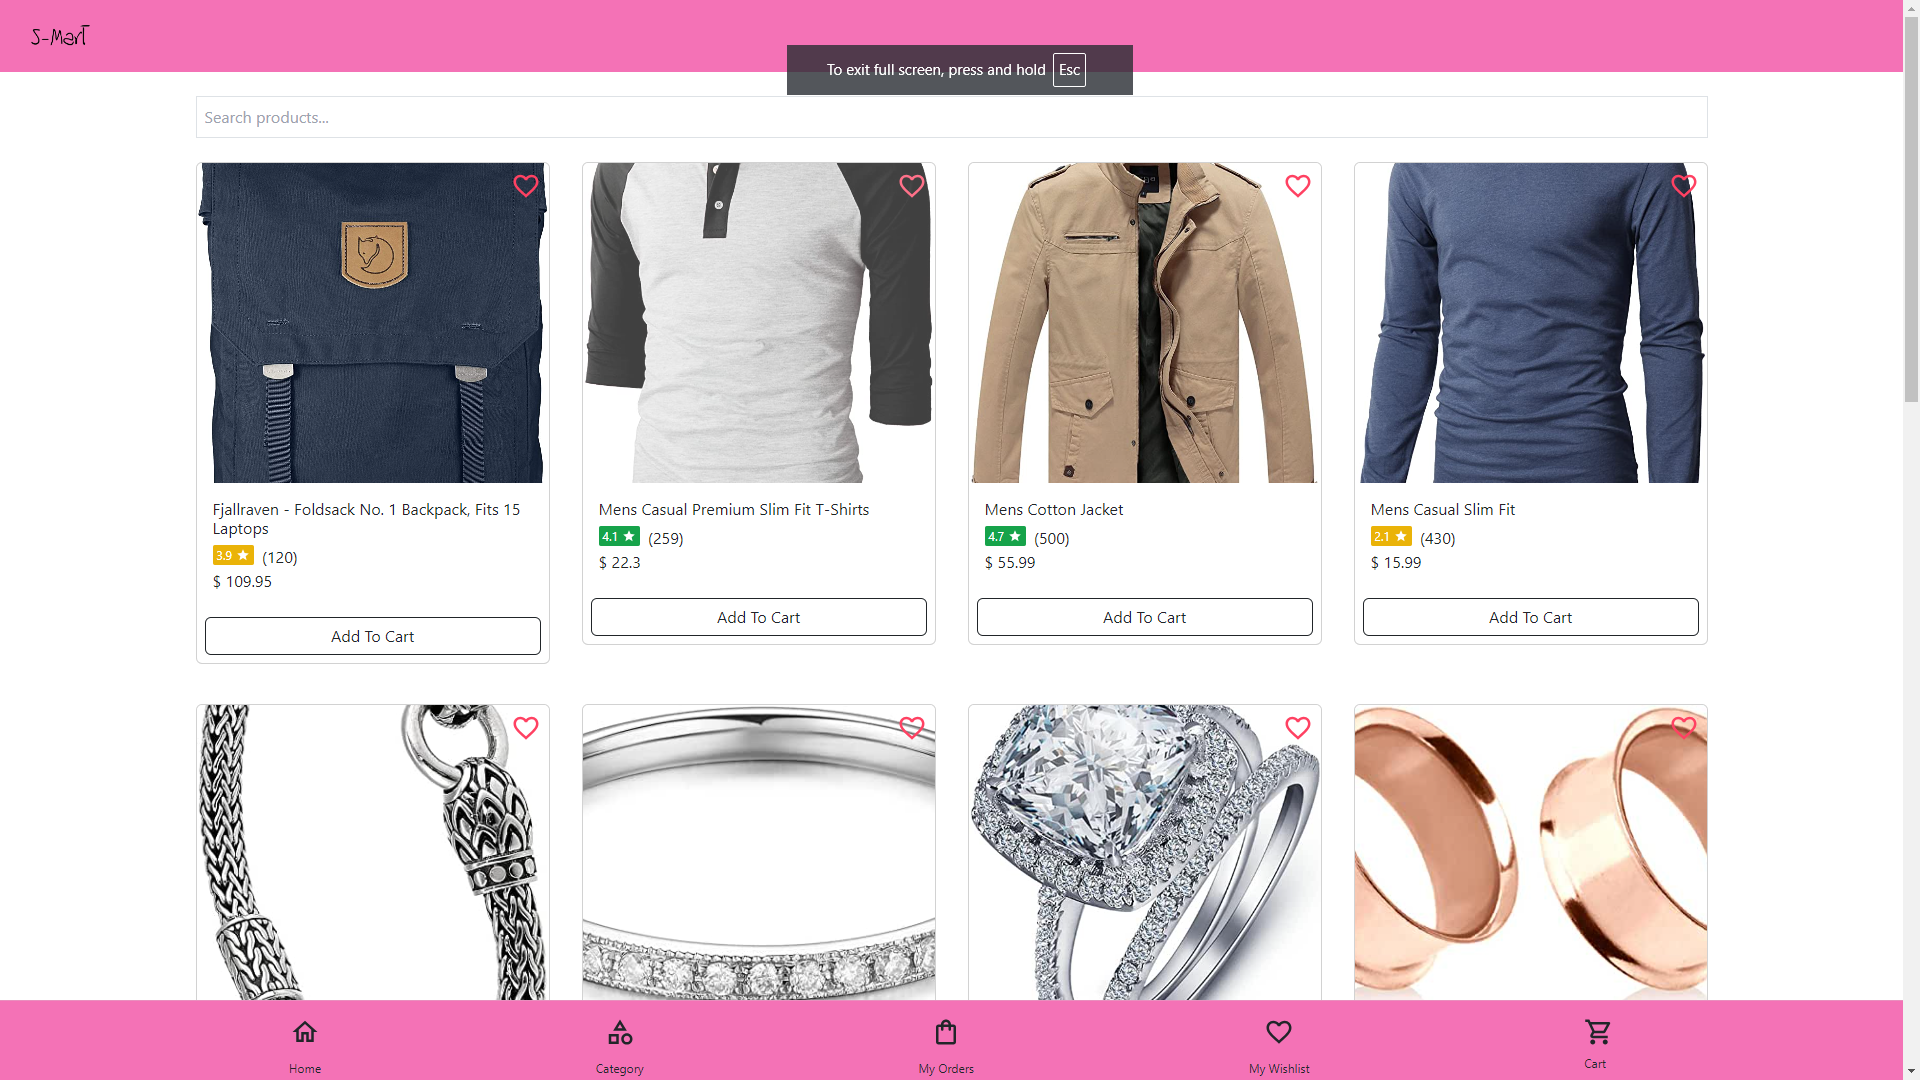 S-MarT
To exit full screen, press and hold Esc
Search products...
Fjallraven - Foldsack No. 1 Backpack, Fits 15
Laptops
3.9 ★ (120)
$ 109.95
Add To Cart
Mens Casual Premium Slim Fit T-Shirts
4.1 ★ (259)
$ 22.3
Add To Cart
Mens Cotton Jacket
4.7 ★ (500)
$ 55.99
Add To Cart
Mens Casual Slim Fit
2.1 ★ (430)
$ 15.99
Add To Cart
Home
Category
My Orders
My Wishlist
Cart